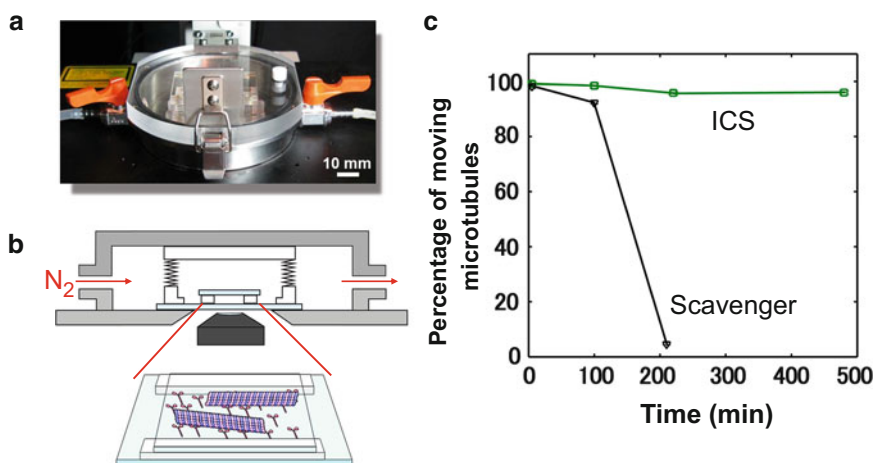 a
10 mm
b
N2
c
Percentage of moving
microtubules
100
80
60
40
20
0
ICS
Scavenger
0 100 200 300 400 500
Time (min)